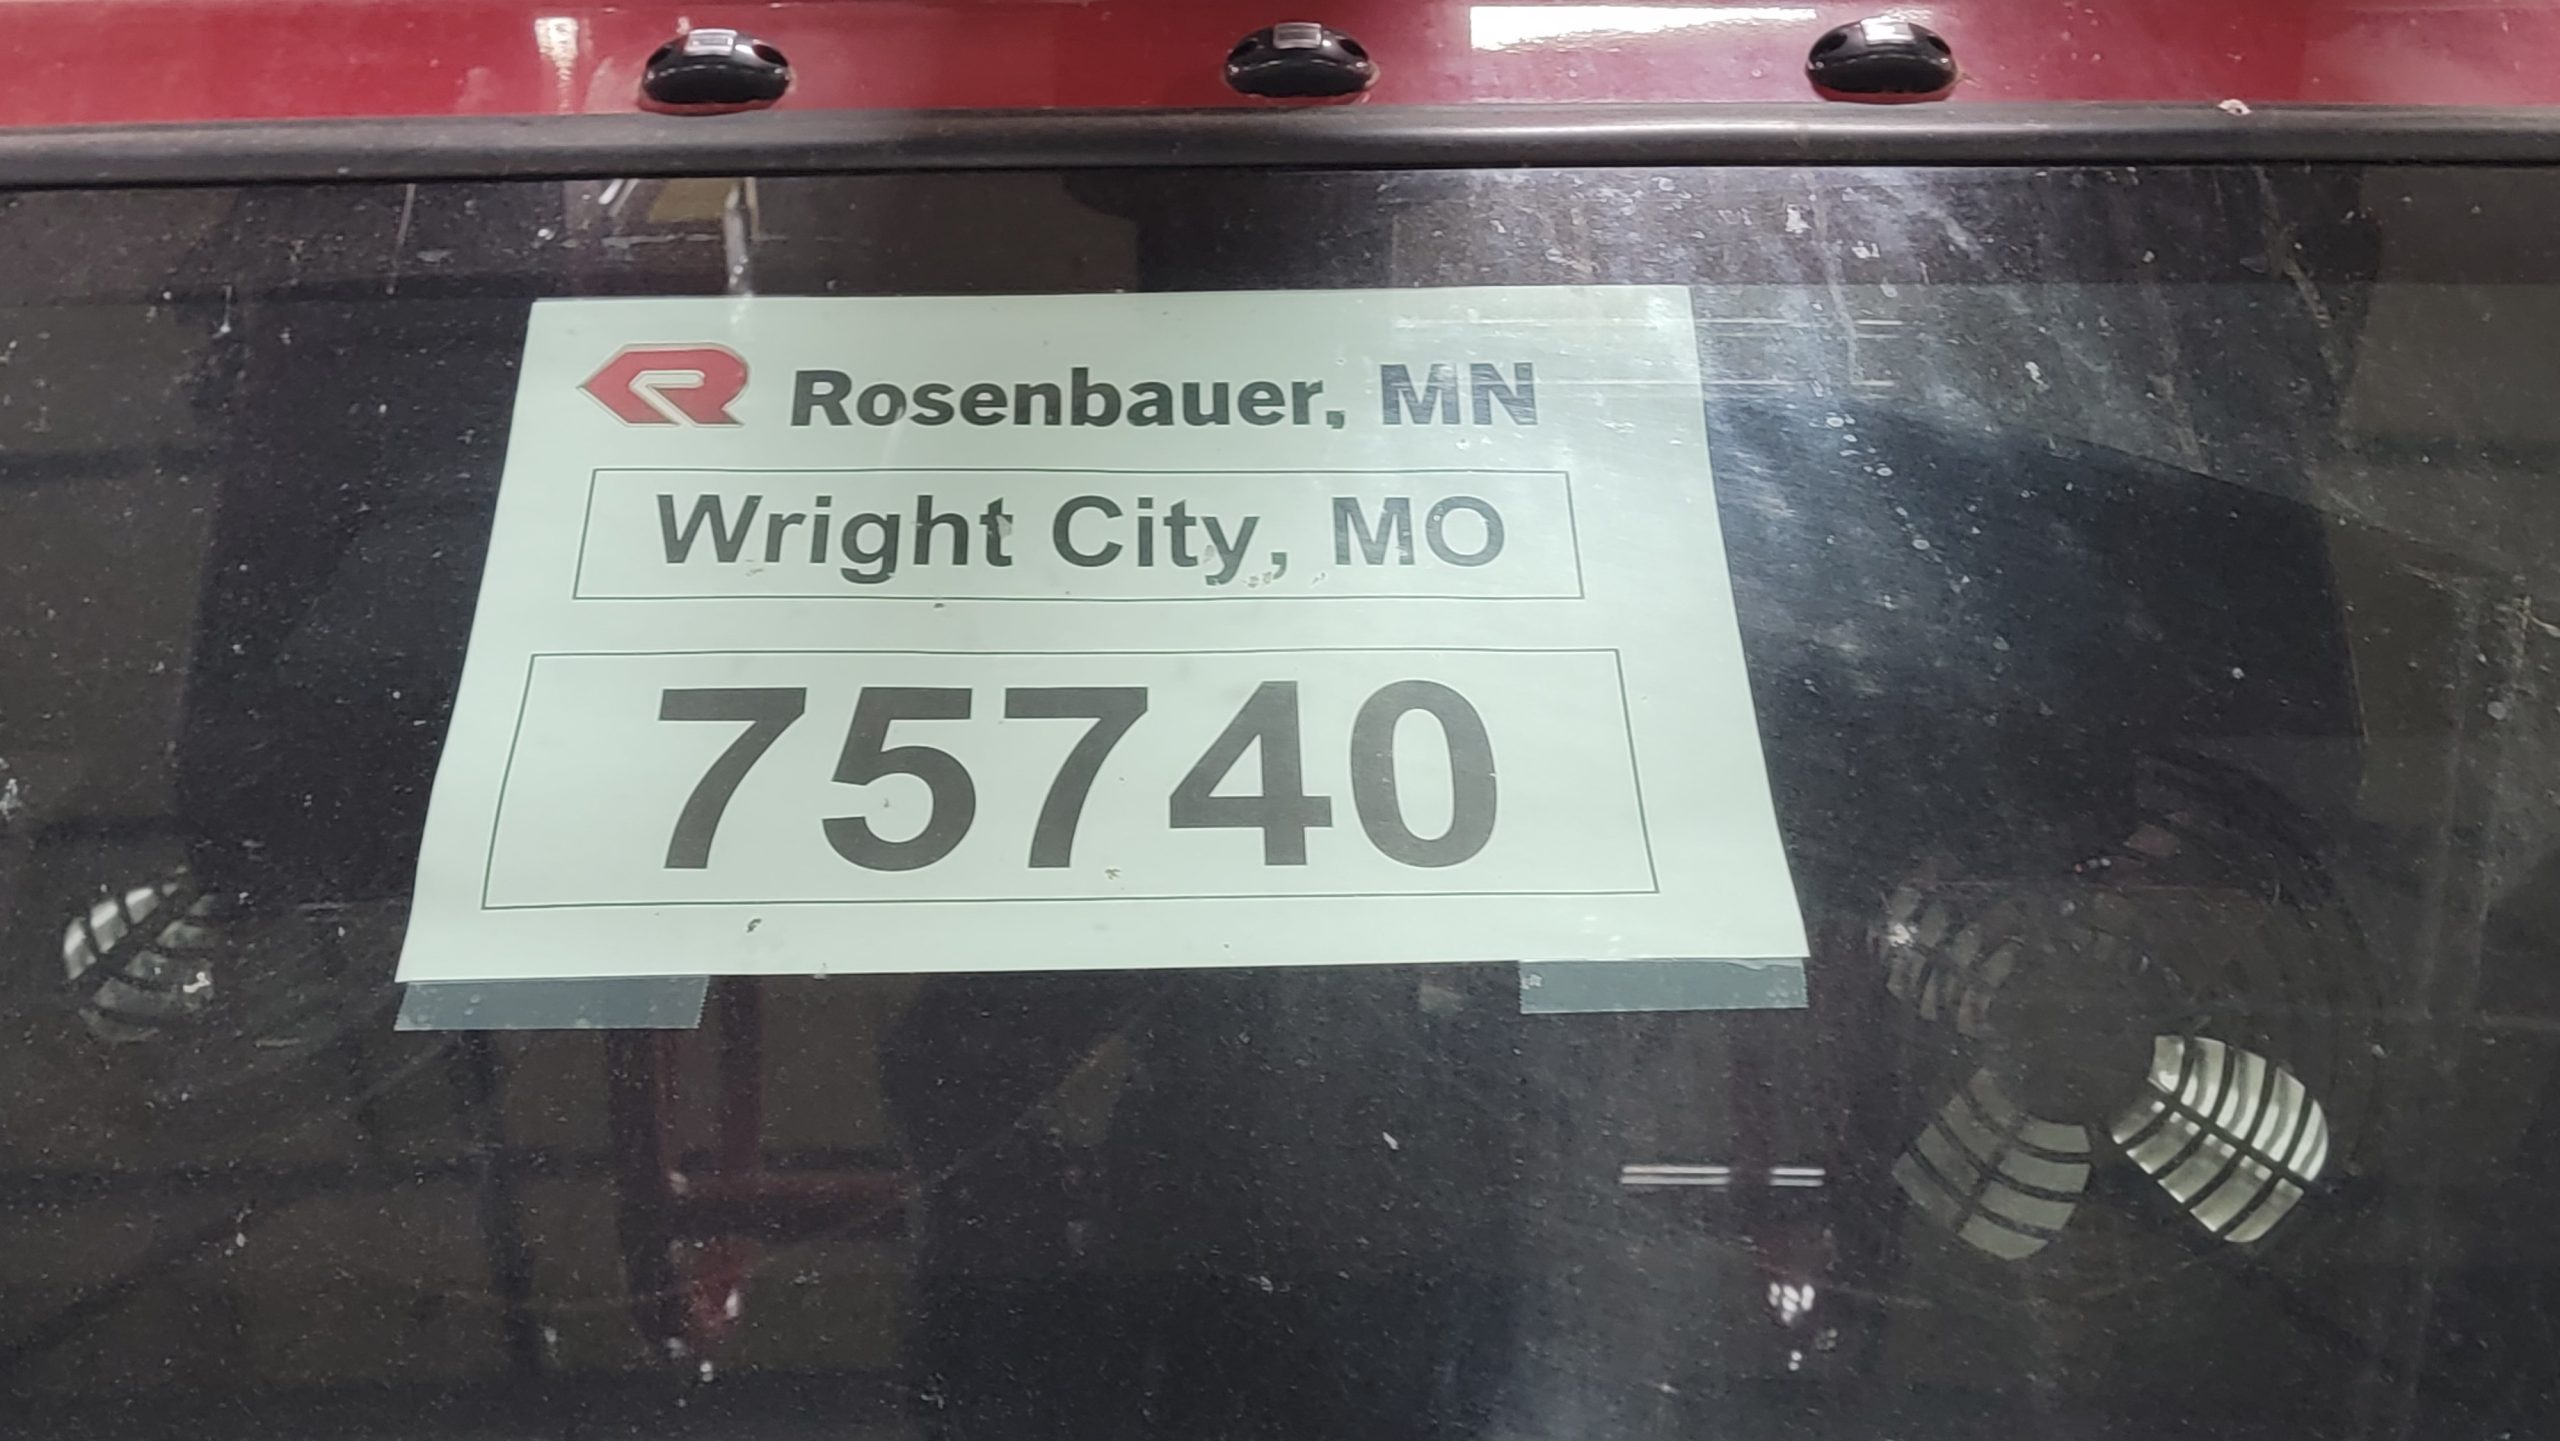 Rosenbauer, MN
Wright City, MO
75740